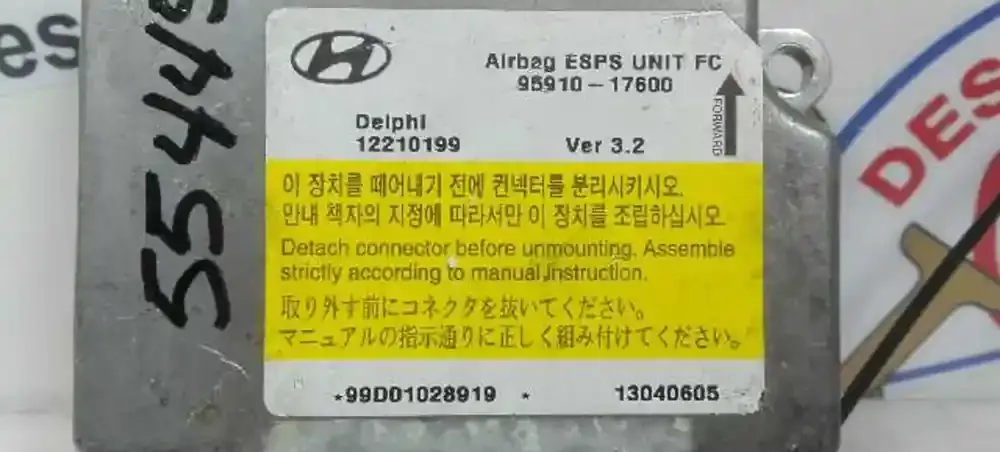 es
5544
Airbag ESPS UNIT FC
95910-17600
FORWARD
Delphi
12210199 Ver 3.2
이 장치를 떼어내기 전에 컨넥터를 분리시키시오.
안내 책자의 지정에 따라서만 이 장치를 조립하십시오.
Detach connector before unmounting. Assemble
strictly according to manual instruction.
取り外す前にコネクタを抜いてください。
マニュアルの指示通りに正しく組み付けてください。
*99D01028919 * 13040605
DES